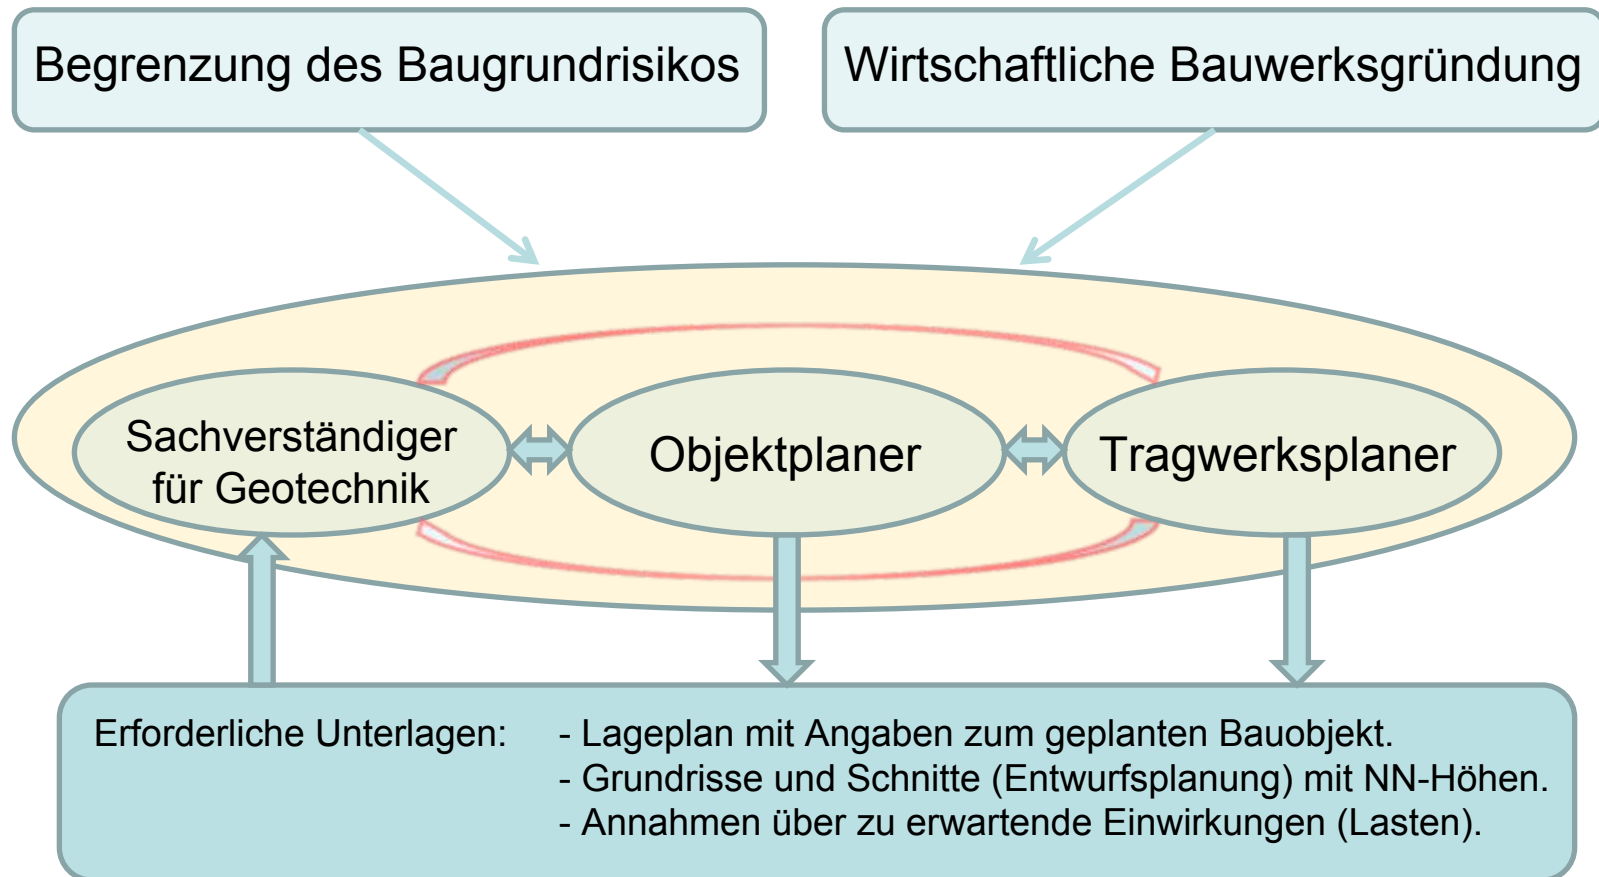 Begrenzung des Baugrundrisikos
Wirtschaftliche Bauwerksgründung
Sachverständiger
für Geotechnik
Objektplaner
Tragwerksplaner
Erforderliche Unterlagen: - Lageplan mit Angaben zum geplanten Bauobjekt.
- Grundrisse und Schnitte (Entwurfsplanung) mit NN-Höhen.
- Annahmen über zu erwartende Einwirkungen (Lasten).